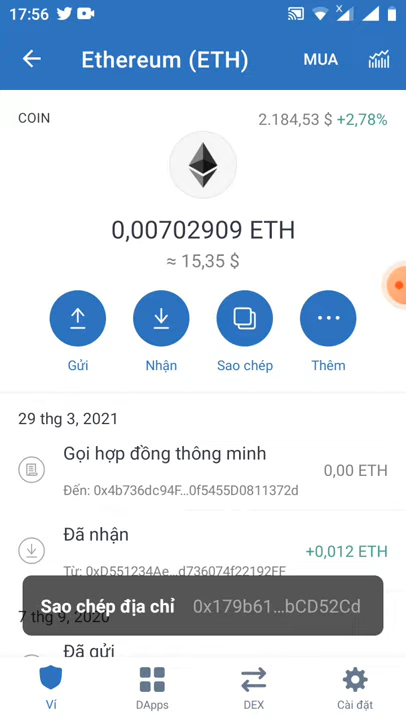 17:56
Ethereum (ETH)
MUA
COIN
2.184,53 $ +2,78%
0,00702909 ETH
≈ 15,35 $
Gửi
Nhận
Sao chép
Thêm
29 thg 3, 2021
Gọi hợp đồng thông minh
0,00 ETH
Đến: 0x4b736dc94F...0f5455D0811372d
Đã nhận
+0,012 ETH
Từ: 0xD551234Ae...d736074f22192FF
Sao chép địa chỉ 0x179b61...bCD52Cd
7 thg 9, 2020
Đã gửi
Ví
DApps
DEX
Cài đặt